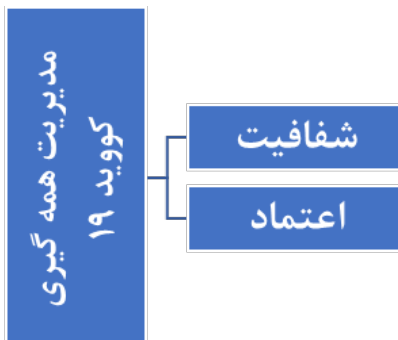 مدیریت همه گیری
کووید ۱۹
شفافیت
اعتماد